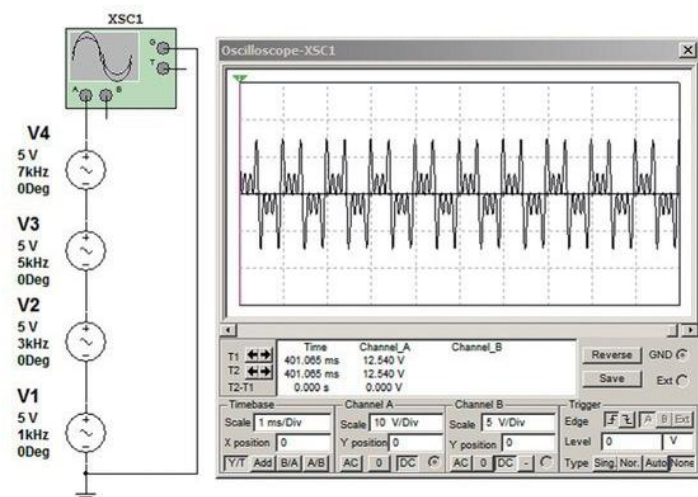 XSC1
G
T
A
B
V4
5 V
7kHz
0Deg
V3
5 V
5kHz
0Deg
V2
5 V
3kHz
0Deg
V1
5 V
1kHz
0Deg
Oscilloscope-XSC1
Time Channel_A Channel_B
T1 401.065 ms 12.540 V
T2 401.065 ms 12.540 V
T2-T1 0.000 s 0.000 V
Reverse
Save
GND
Ext
Timebase
Scale 1 ms/Div
X position 0
Y/T Add B/A A/B
Channel A
Scale 10 V/Div
Y position 0
AC 0 DC
Channel B
Scale 5 V/Div
Y position 0
AC 0 DC -
Trigger
Edge A B Ext
Level 0 V
Type Sing. Nor. Auto None